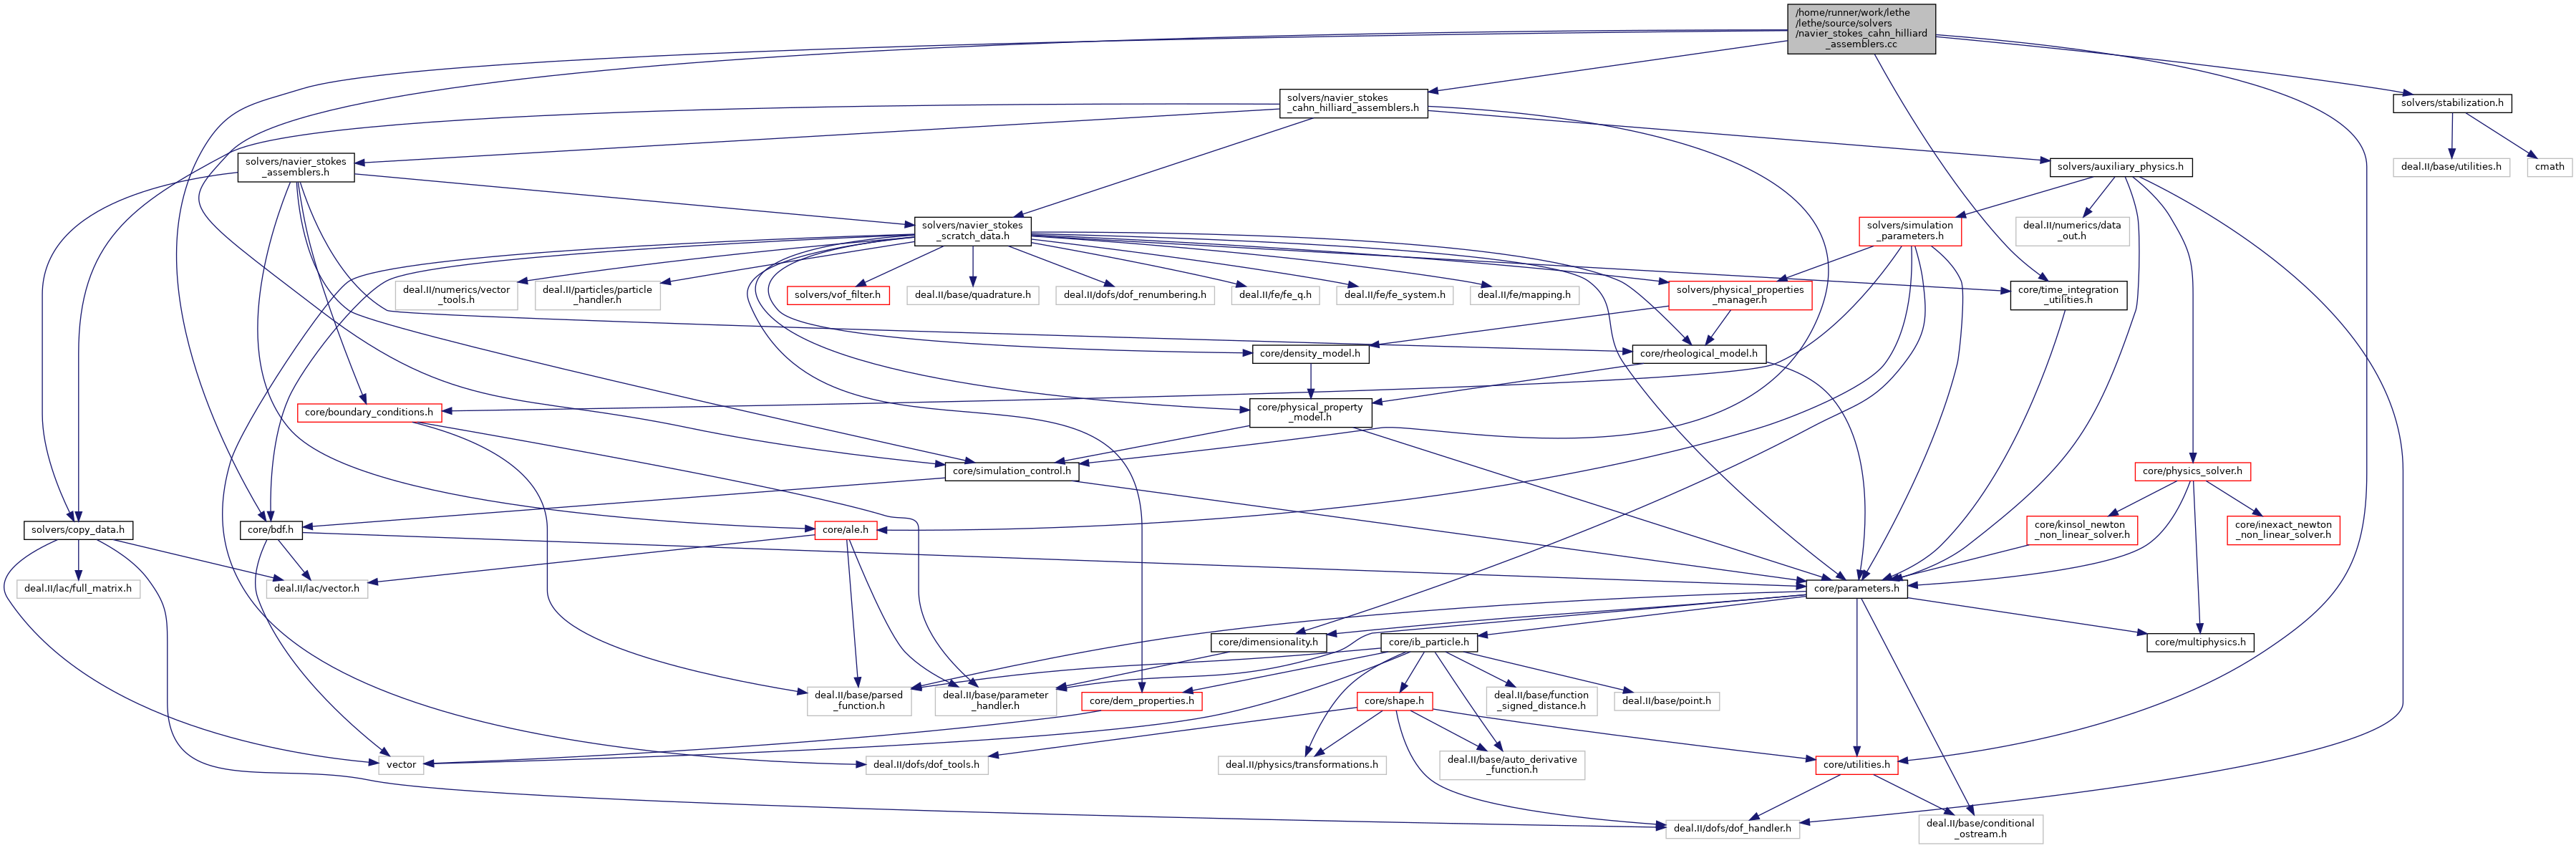 /home/runner/work/lethe
/lethe/source/solvers
/navier_stokes_cahn_hilliard
_assemblers.cc
solvers/navier_stokes
_cahn_hilliard_assemblers.h
solvers/stabilization.h
solvers/navier_stokes
_assemblers.h
solvers/auxiliary_physics.h
deal.II/base/utilities.h
cmath
solvers/navier_stokes
_scratch_data.h
solvers/simulation
_parameters.h
deal.II/numerics/data
_out.h
deal.II/numerics/vector
_tools.h
deal.II/particles/particle
_handler.h
solvers/vof_filter.h
deal.II/base/quadrature.h
deal.II/dofs/dof_renumbering.h
deal.II/fe/fe_q.h
deal.II/fe/fe_system.h
deal.II/fe/mapping.h
solvers/physical_properties
_manager.h
core/time_integration
_utilities.h
core/density_model.h
core/rheological_model.h
core/boundary_conditions.h
core/physical_property
_model.h
core/simulation_control.h
core/physics_solver.h
solvers/copy_data.h
core/bdf.h
core/ale.h
core/kinsol_newton
_non_linear_solver.h
core/inexact_newton
_non_linear_solver.h
deal.II/lac/full_matrix.h
deal.II/lac/vector.h
core/parameters.h
core/dimensionality.h
core/ib_particle.h
core/multiphysics.h
deal.II/base/parsed
_function.h
deal.II/base/parameter
_handler.h
core/dem_properties.h
core/shape.h
deal.II/base/function
_signed_distance.h
deal.II/base/point.h
vector
deal.II/dofs/dof_tools.h
deal.II/physics/transformations.h
deal.II/base/auto_derivative
_function.h
core/utilities.h
deal.II/dofs/dof_handler.h
deal.II/base/conditional
_ostream.h